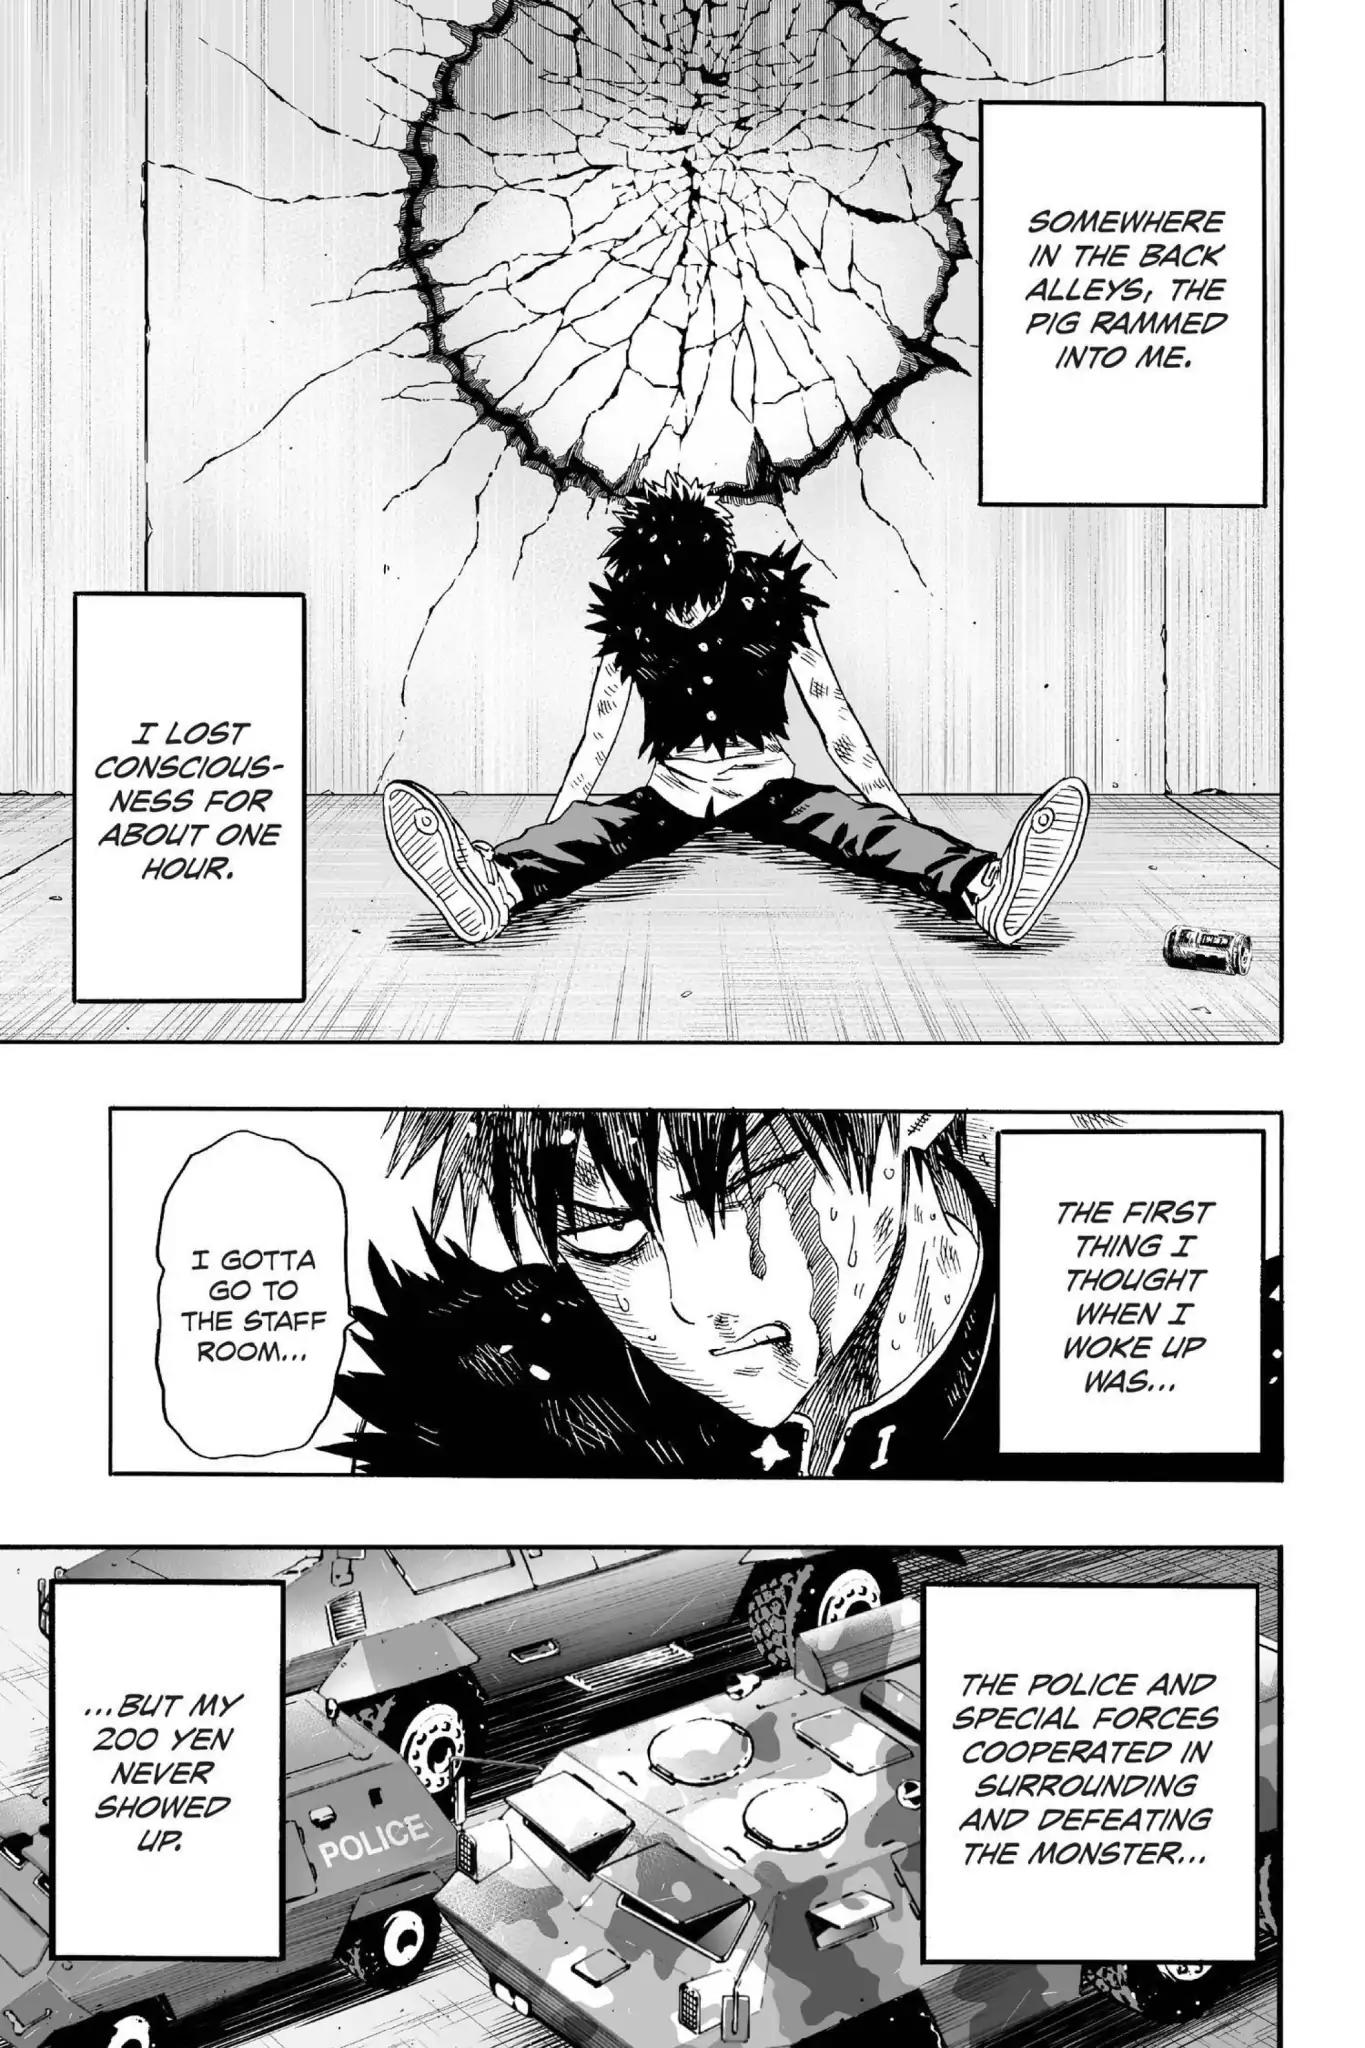 SOMEWHERE
IN THE BACK
ALLEYS, THE
PIG RAMMED
INTO ME.
I LOST
CONSCIOUS-
NESS FOR
ABOUT ONE
HOUR.
THE FIRST
THING I
THOUGHT
WHEN I
WOKE UP
WAS...
I GOTTA
GO TO
THE STAFF
ROOM...
THE POLICE AND
SPECIAL FORCES
COOPERATED IN
SURROUNDING
AND DEFEATING
THE MONSTER...
...BUT MY
200 YEN
NEVER
SHOWED
UP.
POLICE